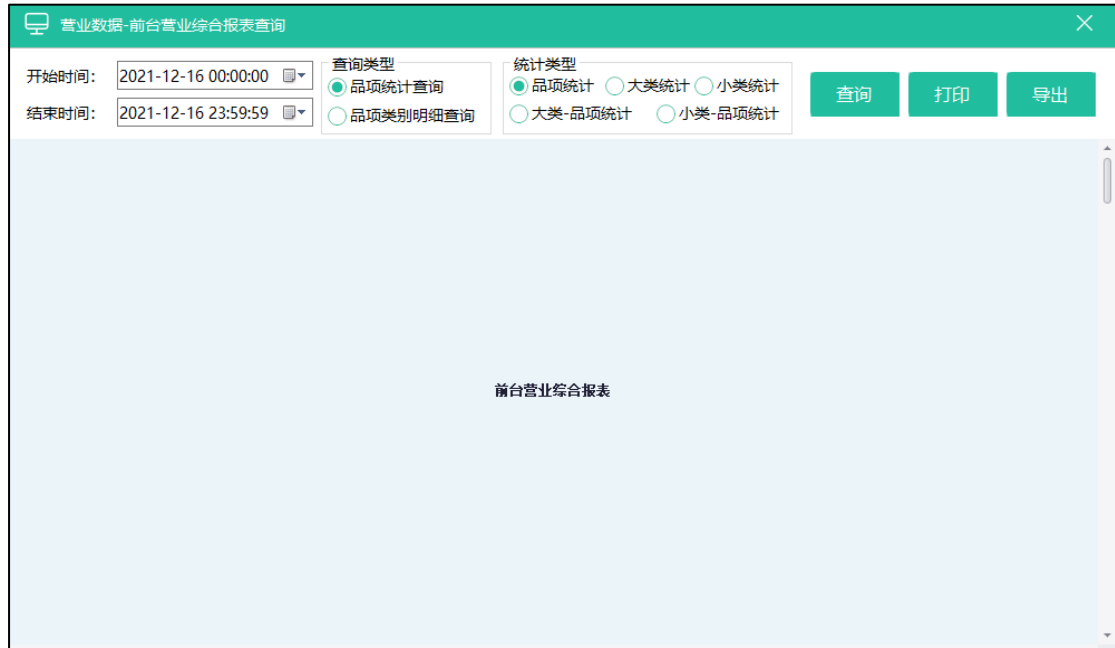 营业数据-前台营业综合报表查询
开始时间: 2021-12-16 00:00:00
结束时间: 2021-12-16 23:59:59
查询类型
品项统计查询
品项类别明细查询
统计类型
品项统计 大类统计 小类统计
大类-品项统计 小类-品项统计
查询 打印 导出
前台营业综合报表